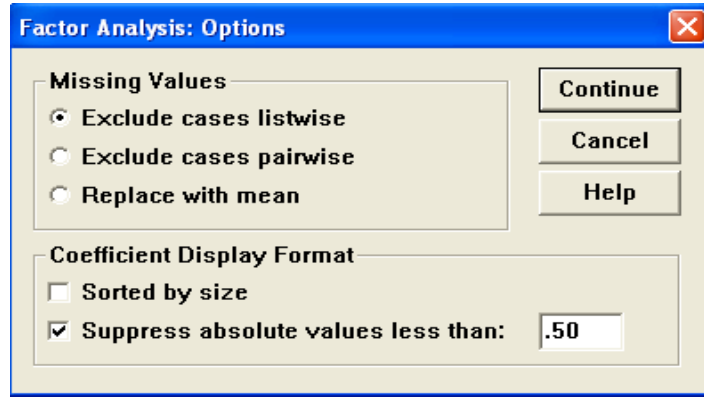 Factor Analysis: Options
Missing Values
Exclude cases listwise
Exclude cases pairwise
Replace with mean
Continue
Cancel
Help
Coefficient Display Format
Sorted by size
Suppress absolute values less than: .50